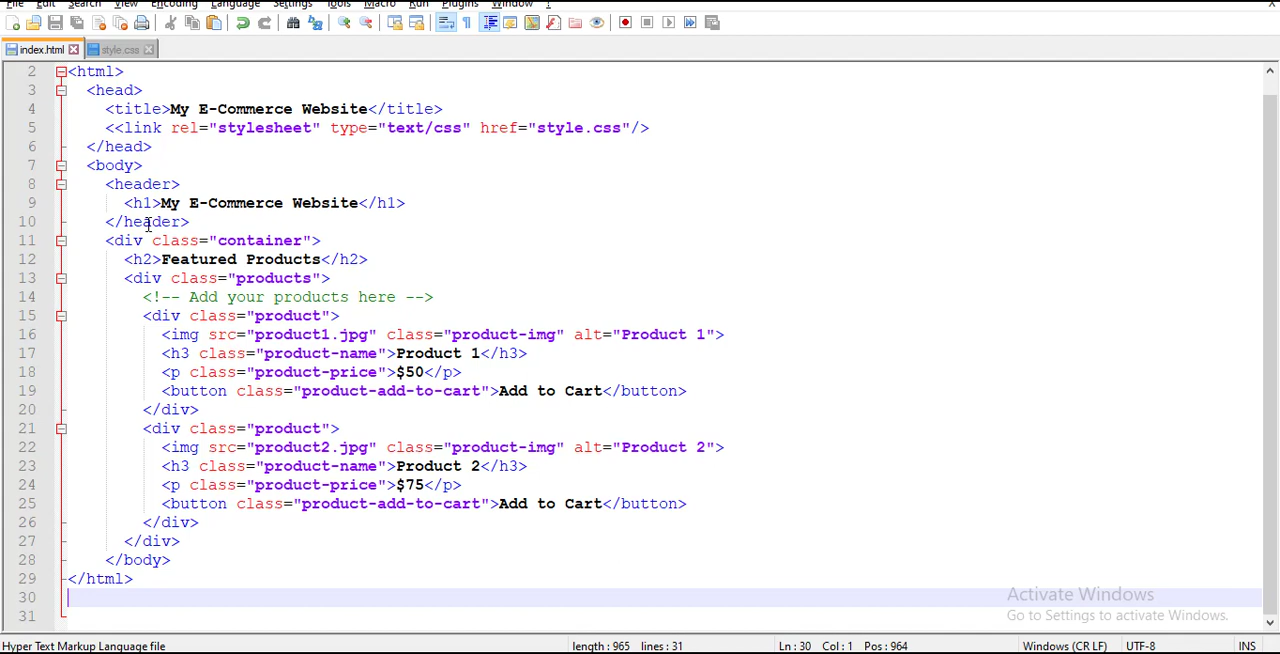 File Edit Search View Encoding Language Settings Tools Macro Run Plugins Window ?
index.html style.css
2 <html>
3 <head>
4 <title>My E-Commerce Website</title>
5 <<link rel="stylesheet" type="text/css" href="style.css"/>
6 </head>
7 <body>
8 <header>
9 <h1>My E-Commerce Website</h1>
10 </header>
11 <div class="container">
12 <h2>Featured Products</h2>
13 <div class="products">
14 <!-- Add your products here -->
15 <div class="product">
16 <img src="product1.jpg" class="product-img" alt="Product 1">
17 <h3 class="product-name">Product 1</h3>
18 <p class="product-price">$50</p>
19 <button class="product-add-to-cart">Add to Cart</button>
20 </div>
21 <div class="product">
22 <img src="product2.jpg" class="product-img" alt="Product 2">
23 <h3 class="product-name">Product 2</h3>
24 <p class="product-price">$75</p>
25 <button class="product-add-to-cart">Add to Cart</button>
26 </div>
27 </div>
28 </body>
29 </html>
30
31
Activate Windows
Go to Settings to activate Windows.
Hyper Text Markup Language file length : 965 lines : 31 Ln : 30 Col : 1 Pos : 964 Windows (CR LF) UTF-8 INS